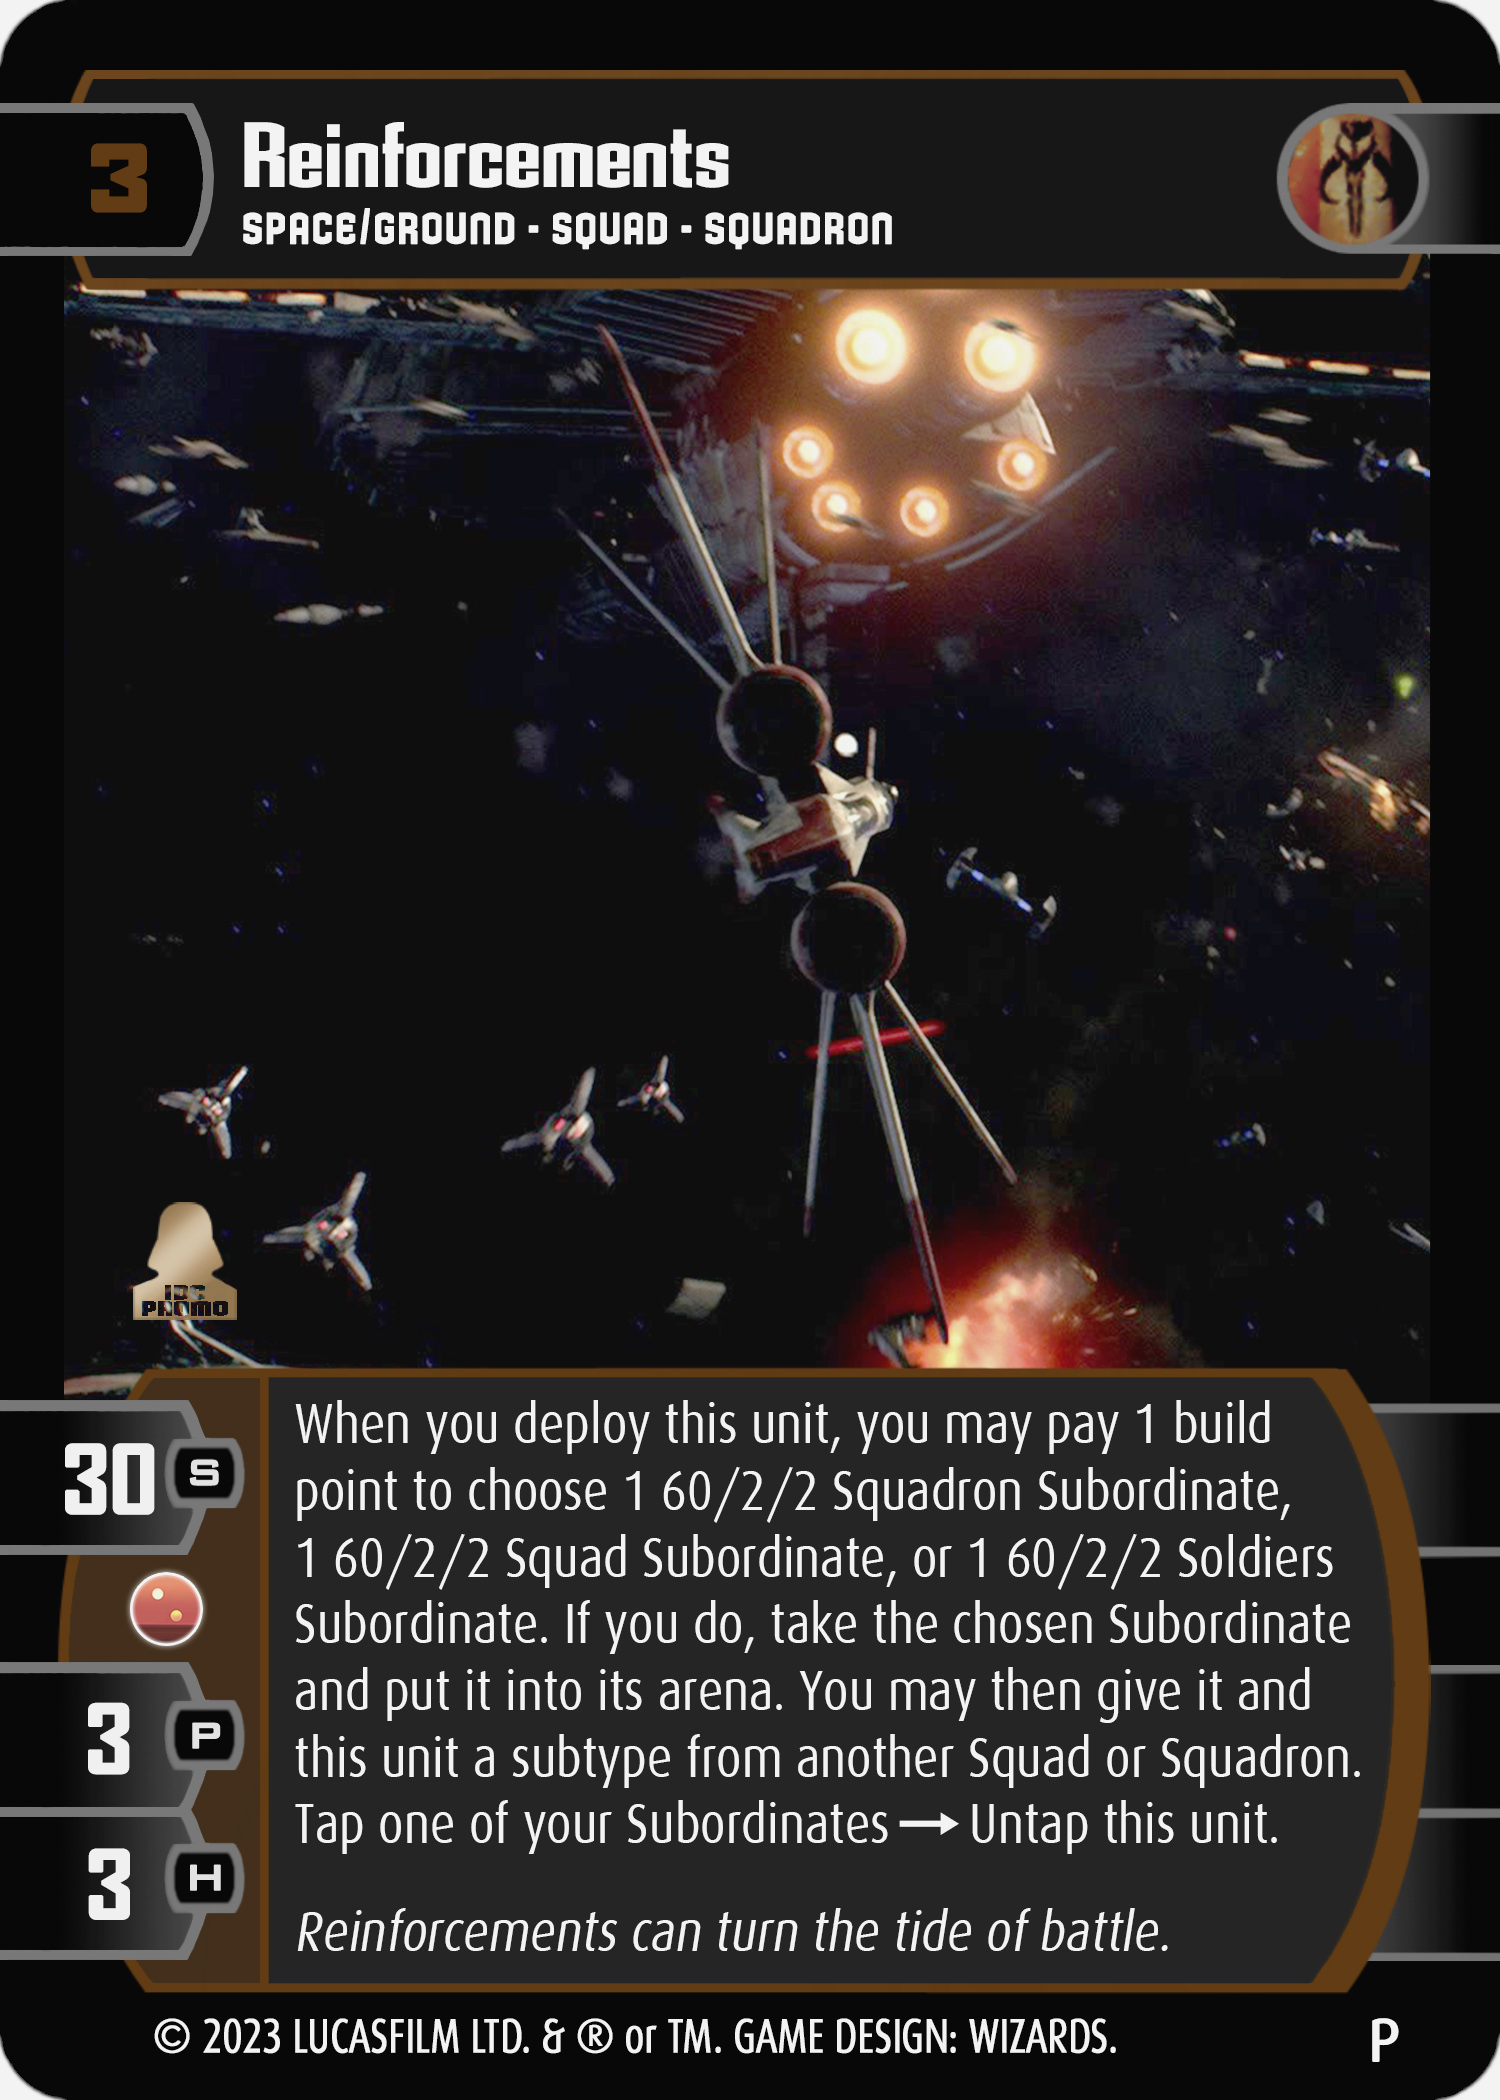 3
Reinforcements
SPACE/GROUND - SQUAD - SQUADRON
IDC
PROMO
30 S
3 P
3 H
When you deploy this unit, you may pay 1 build
point to choose 1 60/2/2 Squadron Subordinate,
1 60/2/2 Squad Subordinate, or 1 60/2/2 Soldiers
Subordinate. If you do, take the chosen Subordinate
and put it into its arena. You may then give it and
this unit a subtype from another Squad or Squadron.
Tap one of your Subordinates → Untap this unit.
Reinforcements can turn the tide of battle.
© 2023 LUCASFILM LTD. & ® or TM. GAME DESIGN: WIZARDS.
P